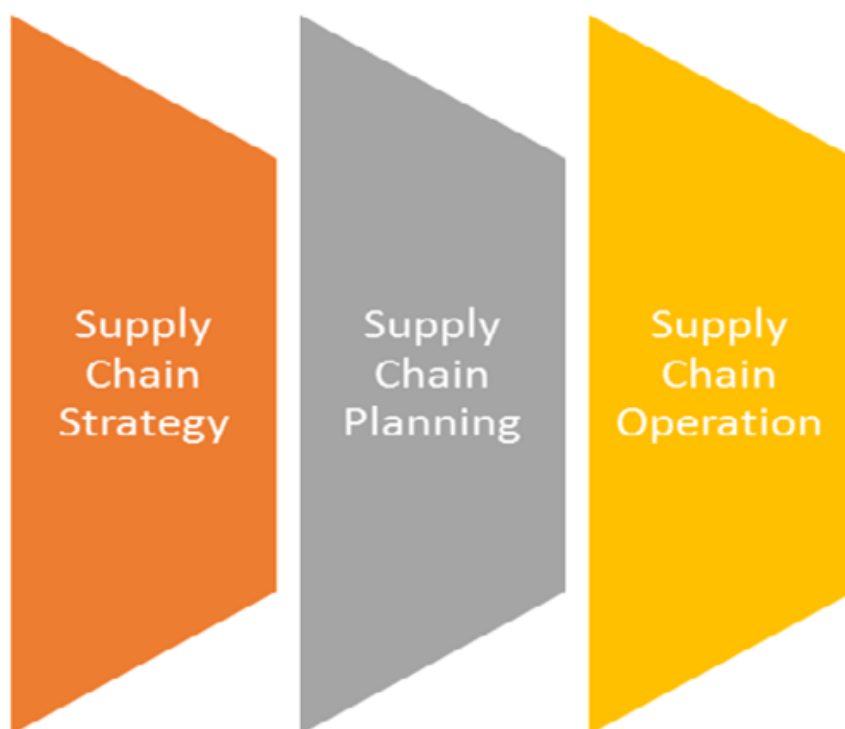 Supply
Chain
Strategy
Supply
Chain
Planning
Supply
Chain
Operation